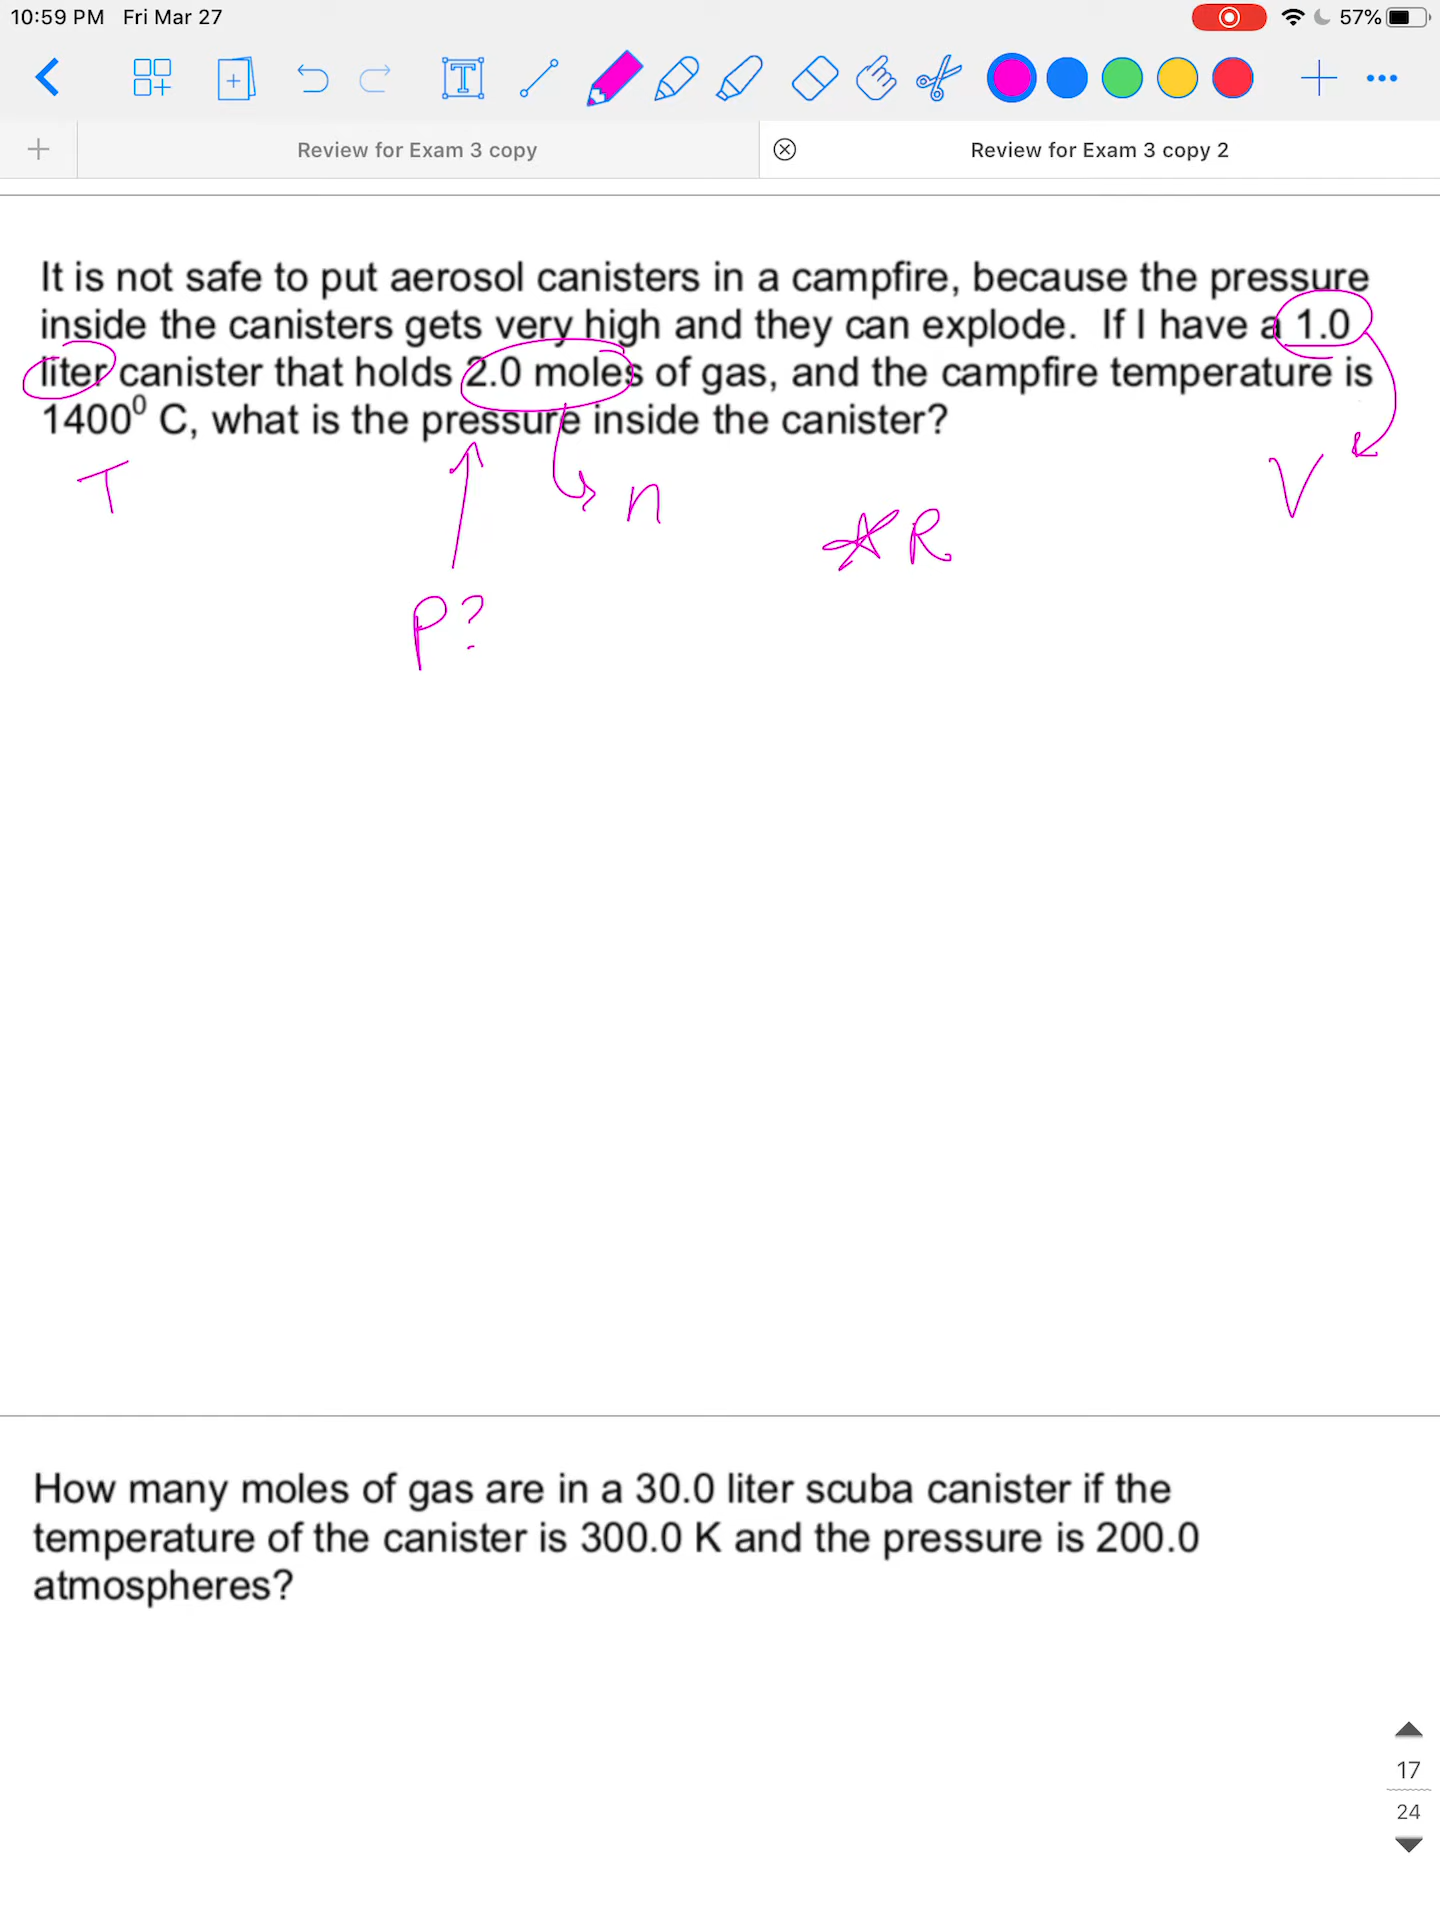 10:59 PM Fri Mar 27 57%
T
Review for Exam 3 copy Review for Exam 3 copy 2
It is not safe to put aerosol canisters in a campfire, because the pressure
inside the canisters gets very high and they can explode. If I have a 1.0
liter canister that holds 2.0 moles of gas, and the campfire temperature is
1400⁰ C, what is the pressure inside the canister?
T n V
R
P?
How many moles of gas are in a 30.0 liter scuba canister if the
temperature of the canister is 300.0 K and the pressure is 200.0
atmospheres?
17
24